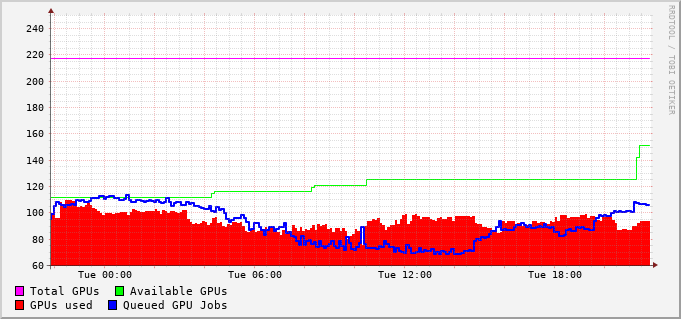 RRDTOOL / TOBI OETIKER
240
220
200
180
160
140
120
100
80
60
Tue 00:00 Tue 06:00 Tue 12:00 Tue 18:00
Total GPUs Available GPUs
GPUs used Queued GPU Jobs